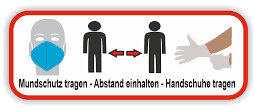 Mundschutz tragen - Abstand einhalten - Handschuhe tragen